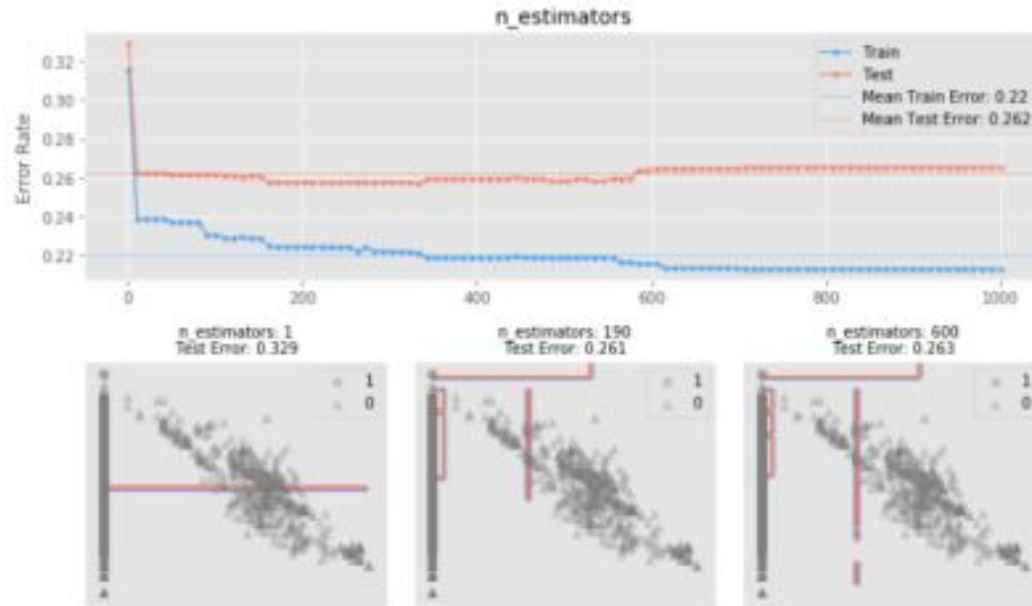 n_estimators
Error Rate
0.32
0.30
0.28
0.26
0.24
0.22
Train
Test
Mean Train Error: 0.22
Mean Test Error: 0.262
0
200
400
600
800
1000
n_estimators: 1
Test Error: 0.329
1
0
n_estimators: 190
Test Error: 0.261
1
0
n_estimators: 600
Test Error: 0.263
1
0